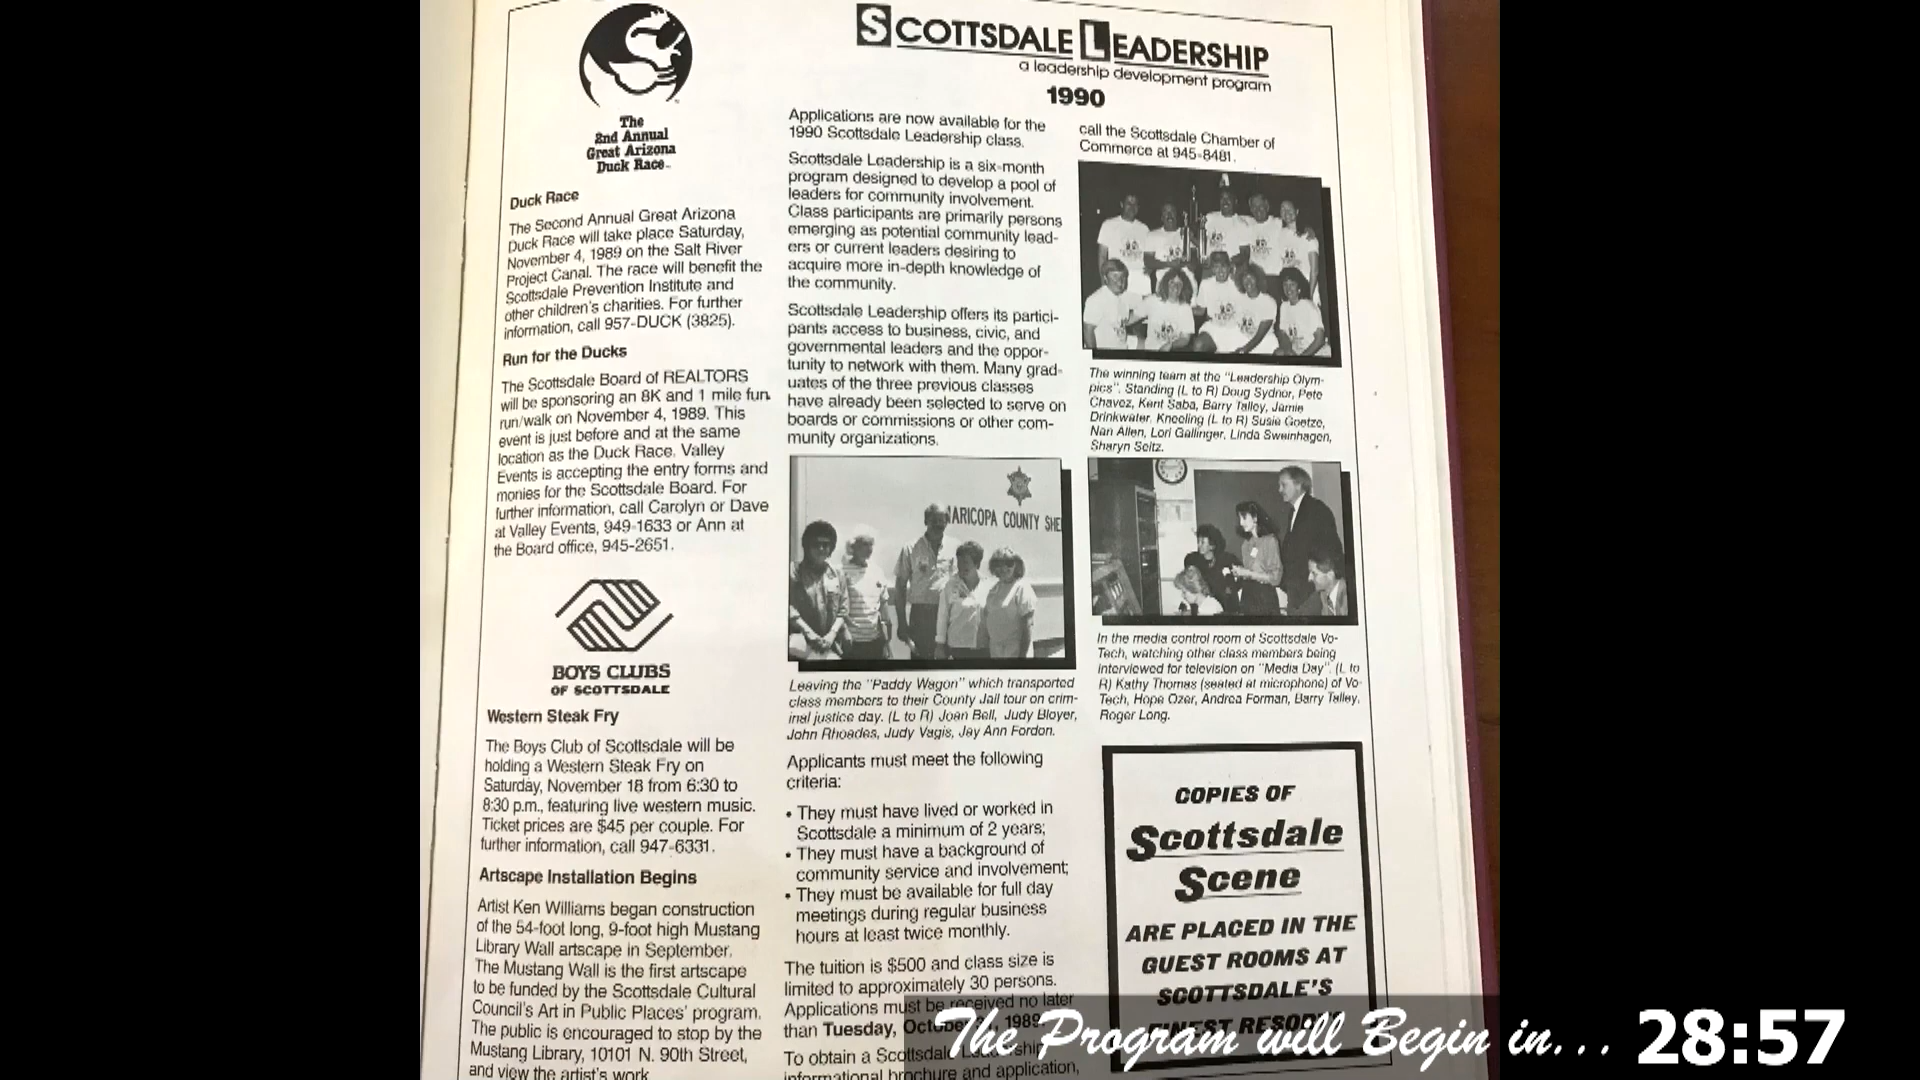 The
2nd Annual
Great Arizona
Duck Race
Duck Race
The Second Annual Great Arizona
Duck Race will take place Saturday,
November 4, 1989 on the Salt River
Project Canal. The race will benefit the
Scottsdale Prevention Institute and
other children's charities. For further
information, call 957-DUCK (3825).
Run for the Ducks
The Scottsdale Board of REALTORS
will be sponsoring an 8K and 1 mile fun
run/walk on November 4, 1989. This
event is just before and at the same
location as the Duck Race. Valley
Events is accepting the entry forms and
monies for the Scottsdale Board. For
further information, call Carolyn or Dave
at Valley Events, 949-1633 or Ann at
the Board office, 945-2651.
BOYS CLUBS
OF SCOTTSDALE
Western Steak Fry
The Boys Club of Scottsdale will be
holding a Western Steak Fry on
Saturday, November 18 from 6:30 to
8:30 p.m., featuring live western music.
Ticket prices are $45 per couple. For
further information, call 947-6331.
Artscape Installation Begins
Artist Ken Williams began construction
of the 54-foot long, 9-foot high Mustang
Library Wall artscape in September.
The Mustang Wall is the first artscape
to be funded by the Scottsdale Cultural
Council's Art in Public Places' program.
The public is encouraged to stop by the
Mustang Library, 10101 N. 90th Street,
and view the artist's work
SCOTTSDALE LEADERSHIP
a leadership development program
1990
Applications are now available for the
1990 Scottsdale Leadership class.
Scottsdale Leadership is a six-month
program designed to develop a pool of
leaders for community involvement.
Class participants are primarily persons
emerging as potential community lead-
ers or current leaders desiring to
acquire more in-depth knowledge of
the community.
Scottsdale Leadership offers its partici-
pants access to business, civic, and
governmental leaders and the oppor-
tunity to network with them. Many grad-
uates of the three previous classes
have already been selected to serve on
boards or commissions or other com-
munity organizations.
MARICOPA COUNTY SHE
Leaving the "Paddy Wagon" which transported
class members to their County Jail tour on crim-
inal justice day. (L to R) Joan Bell, Judy Bloyer,
John Rhoades, Judy Vagis, Jay Ann Fordon.
Applicants must meet the following
criteria:
• They must have lived or worked in
Scottsdale a minimum of 2 years;
• They must have a background of
community service and involvement;
• They must be available for full day
meetings during regular business
hours at least twice monthly.
The tuition is $500 and class size is
limited to approximately 30 persons.
Applications must be received no later
than Tuesday, October 1989.
To obtain a Scottsdale Leadership
informational brochure and application,
call the Scottsdale Chamber of
Commerce at 945-8481.
The winning team at the "Leadership Olym-
pics". Standing (L to R) Doug Sydnor, Pete
Chavez, Kent Saba, Barry Talley, Jamie
Drinkwater. Kneeling (L to R) Susie Goetze,
Nan Allen, Lori Gallinger, Linda Sweinhagen,
Sharyn Seitz.
In the media control room of Scottsdale Vo-
Tech, watching other class members being
interviewed for television on "Media Day". (L to
R) Kathy Thomas (seated at microphone) of Vo-
Tech, Hope Ozer, Andrea Forman, Barry Talley,
Roger Long.
COPIES OF
Scottsdale
Scene
ARE PLACED IN THE
GUEST ROOMS AT
SCOTTSDALE'S
FINEST RESORTS
The Program will Begin in... 28:57